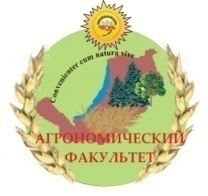 Convenienter cum natura vive
АГРОНОМИЧЕСКИЙ
ФАКУЛЬТЕТ